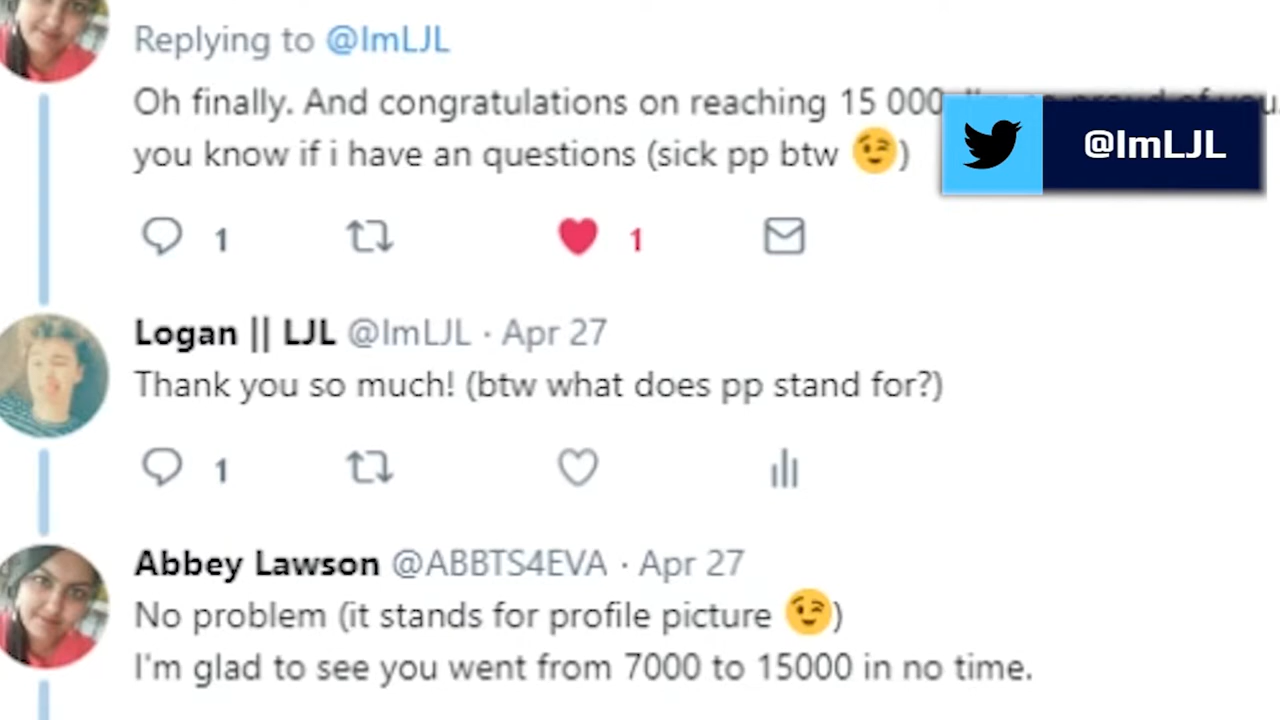 Replying to @ImLJL
Oh finally. And congratulations on reaching 15 000
you know if i have an questions (sick pp btw 😉)
@ImLJL
1
1
Logan || LJL @ImLJL · Apr 27
Thank you so much! (btw what does pp stand for?)
1
Abbey Lawson @ABBTS4EVA · Apr 27
No problem (it stands for profile picture 😉)
I'm glad to see you went from 7000 to 15000 in no time.